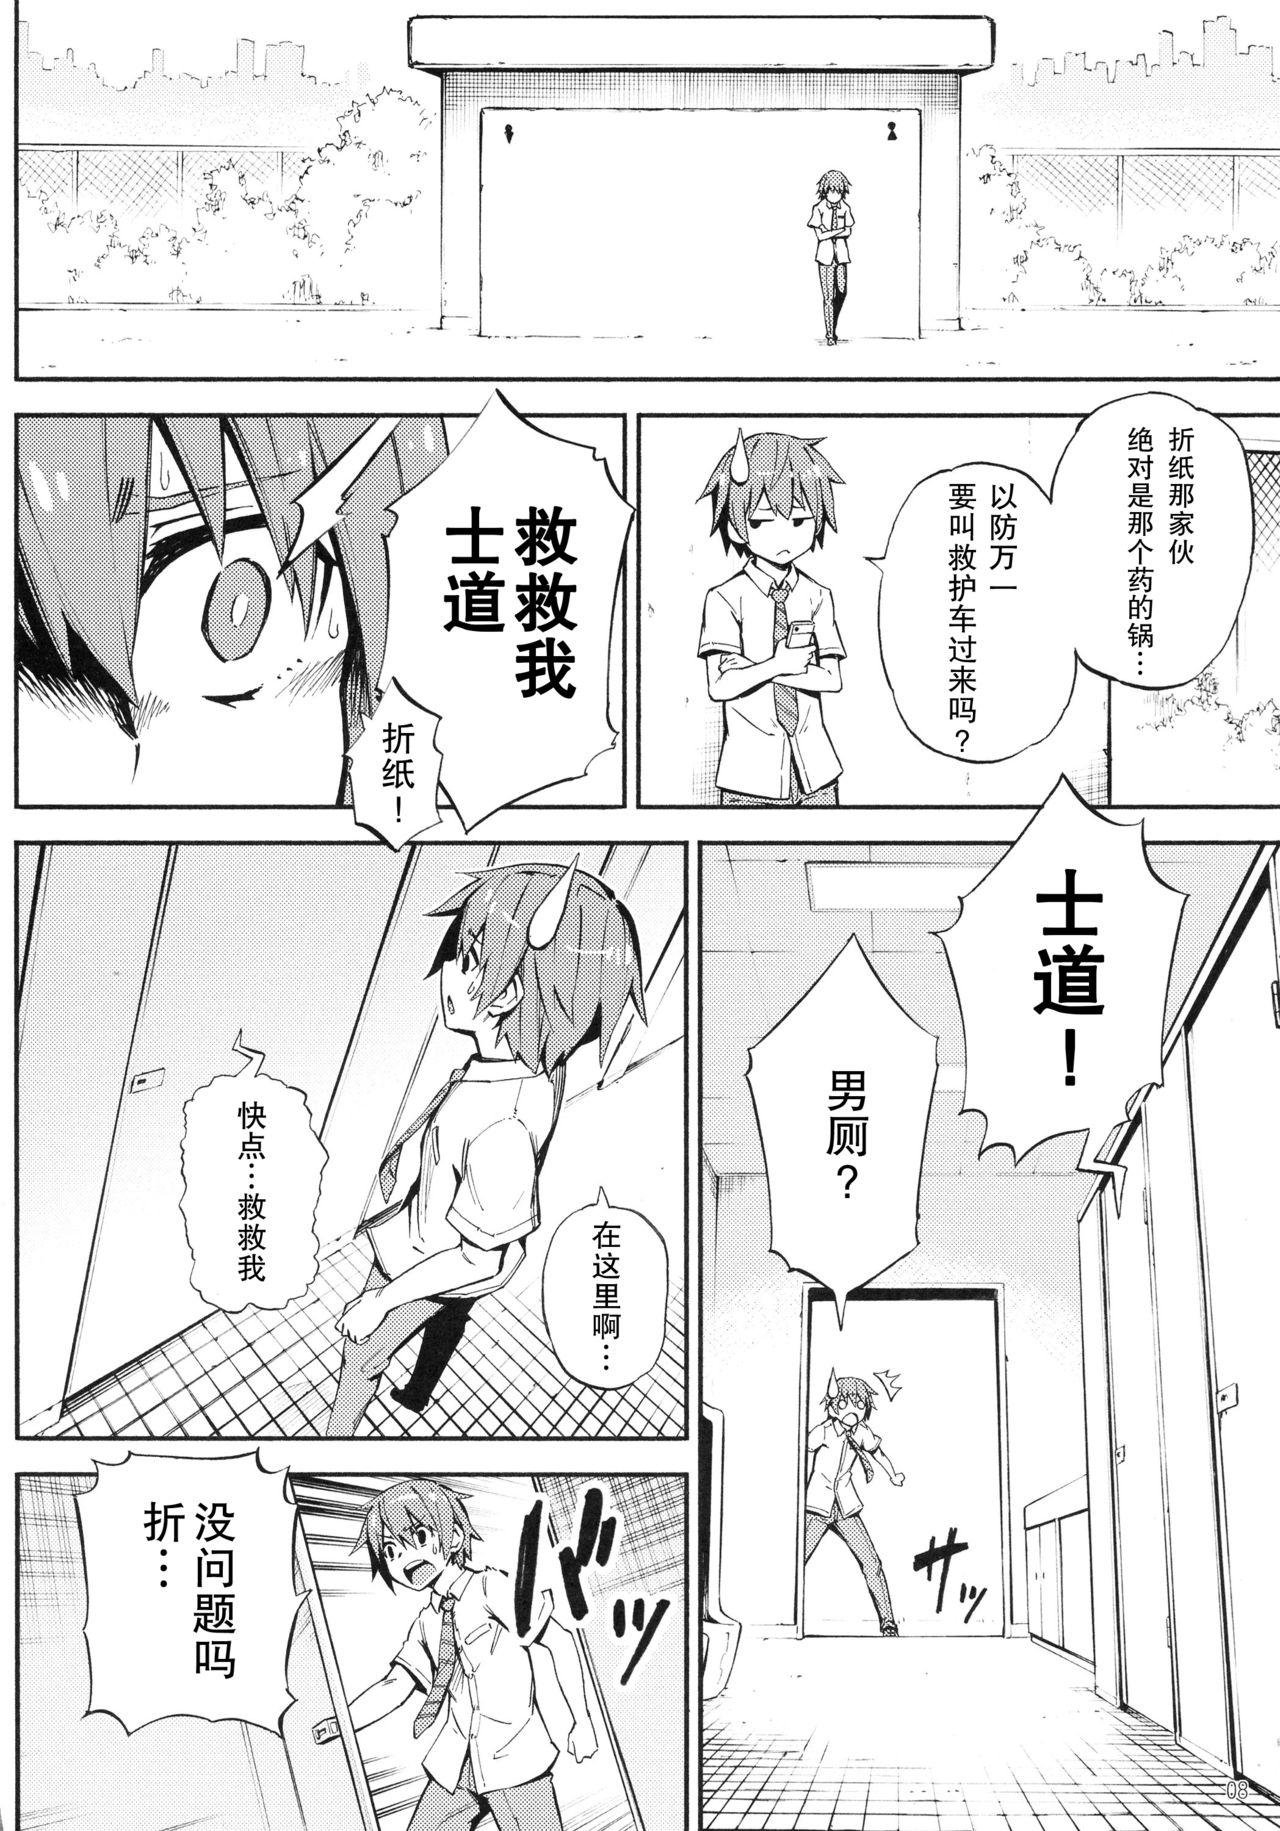 折纸那家伙
绝对是那个药的锅…
以防万一
要叫救护车过来吗？
救救我
士道
折纸！
士道！
男厕？
ザッ
在这里啊…
快点…救救我
ガッ
没问题吗
折…
08